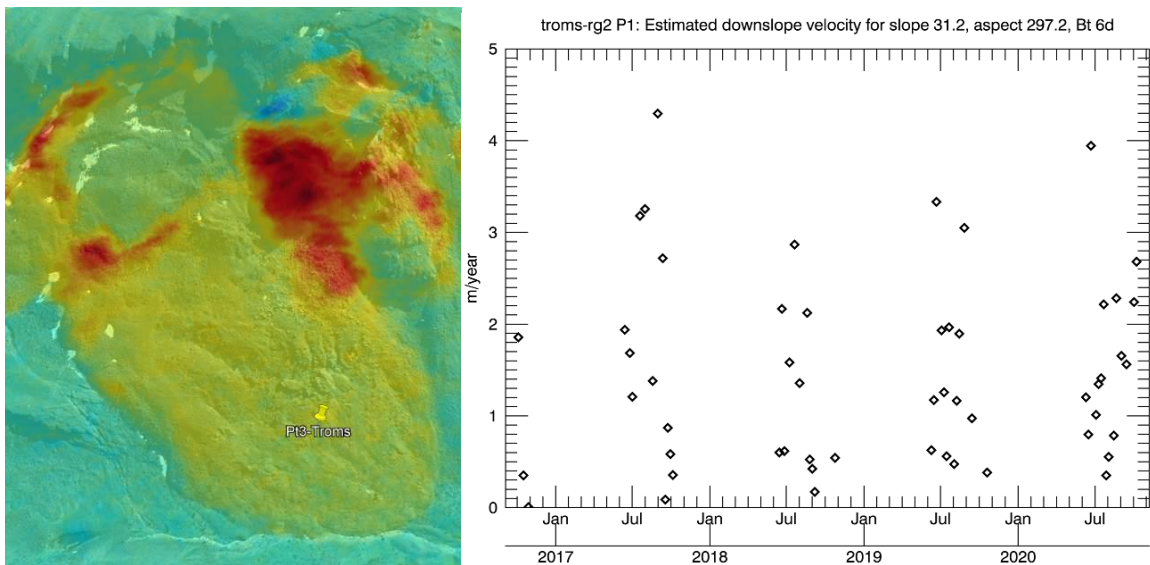 Pt3-Troms
troms-rg2 P1: Estimated downslope velocity for slope 31.2, aspect 297.2, Bt 6d
m/year
5
4
3
2
1
0
Jan Jul Jan Jul Jan Jul Jan Jul
2017 2018 2019 2020